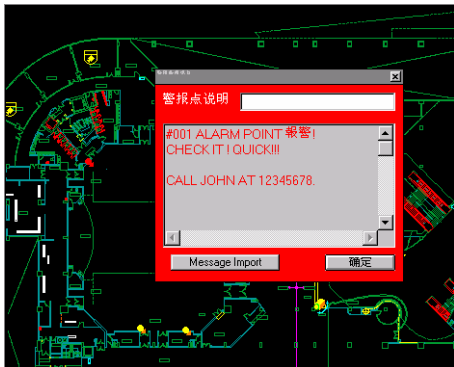 警报点说明
#001 ALARM POINT 報警!
CHECK IT ! QUICK!!!
CALL JOHN AT 12345678.
Message Import
确定